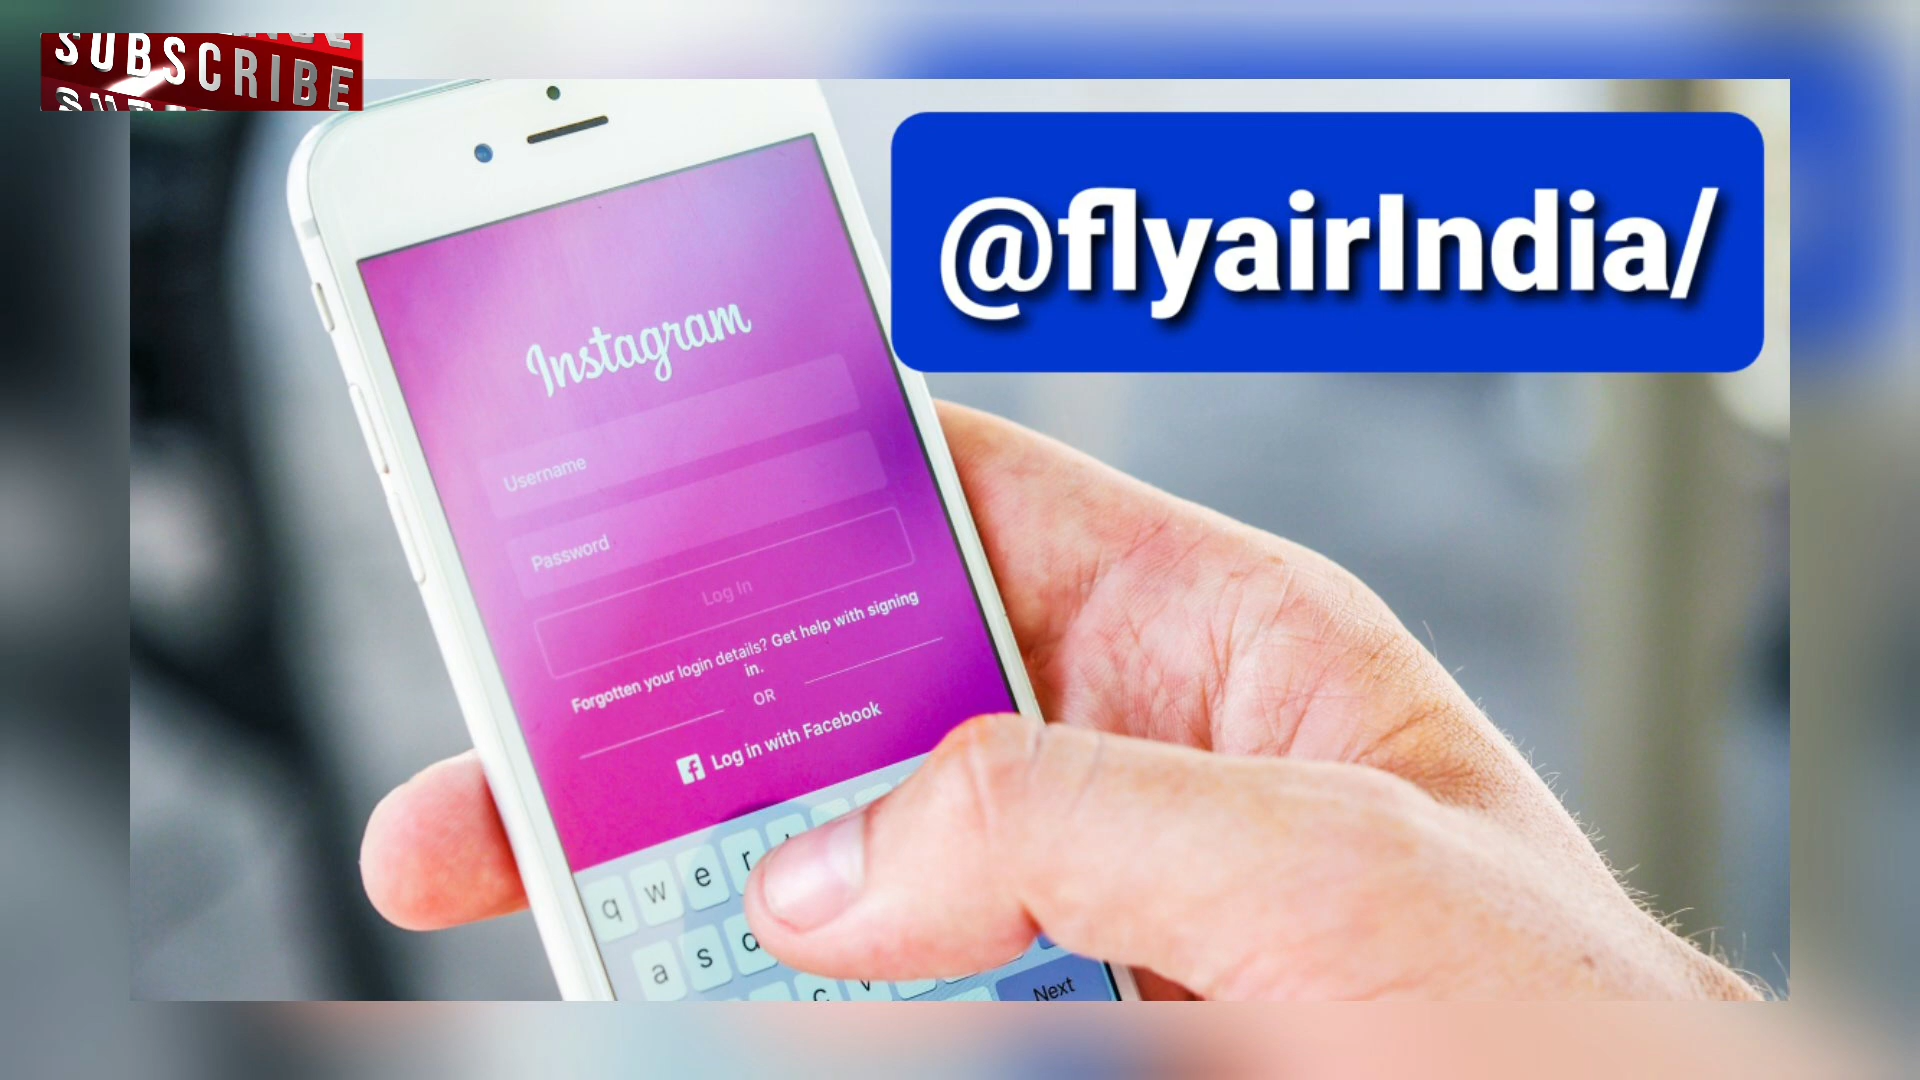 SUBSCRIBE
@flyairIndia/
Instagram
Username
Password
Log In
Forgotten your login details? Get help with signing
in.
OR
Log in with Facebook
q w e r
a s
c v
Next